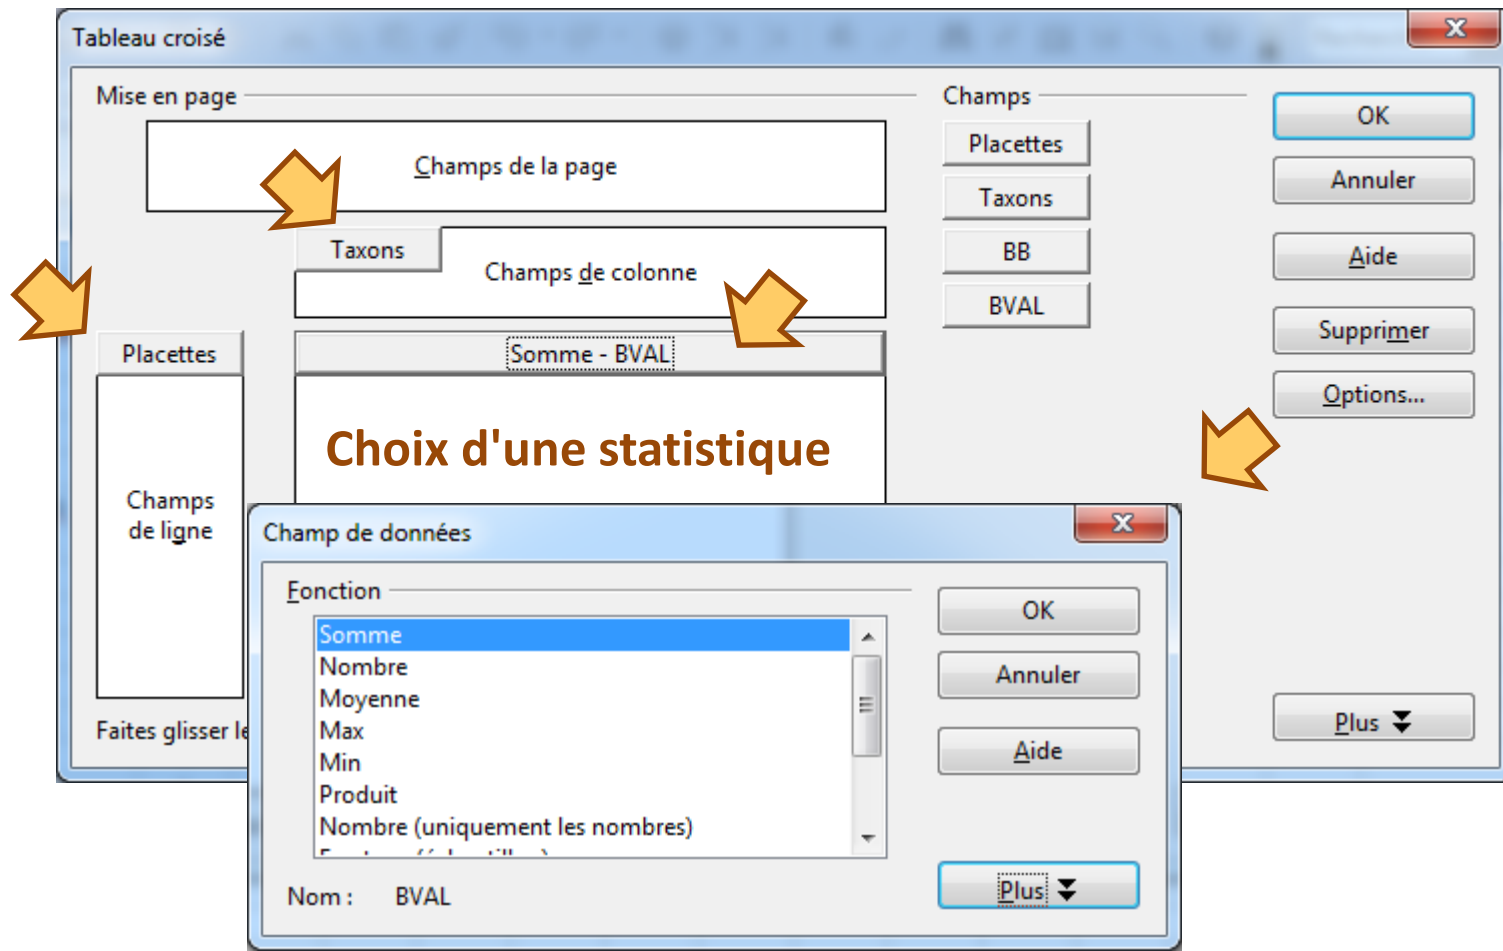 Tableau croisé
Mise en page
Champs
Champs de la page
Placettes
Taxons
BB
BVAL
OK
Annuler
Aide
Supprimer
Options...
Taxons
Champs de colonne
Placettes
Somme - BVAL
Choix d'une statistique
Champs
de ligne
Faites glisser
Plus
Champ de données
Fonction
Somme
Nombre
Moyenne
Max
Min
Produit
Nombre (uniquement les nombres)
OK
Annuler
Aide
Plus
Nom : BVAL